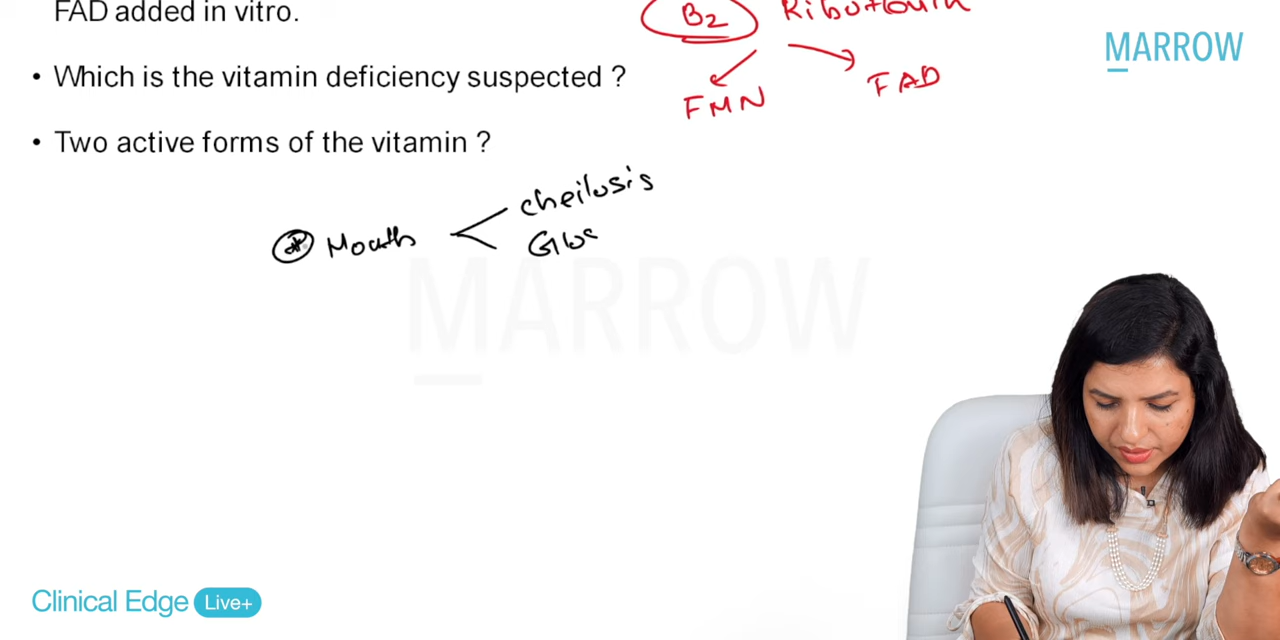 FAD added in vitro.
B2 Riboflavin
MARROW
• Which is the vitamin deficiency suspected ?
FMN FAD
• Two active forms of the vitamin ?
Mouth < cheilosis
Glos
MARROW
Clinical Edge Live+